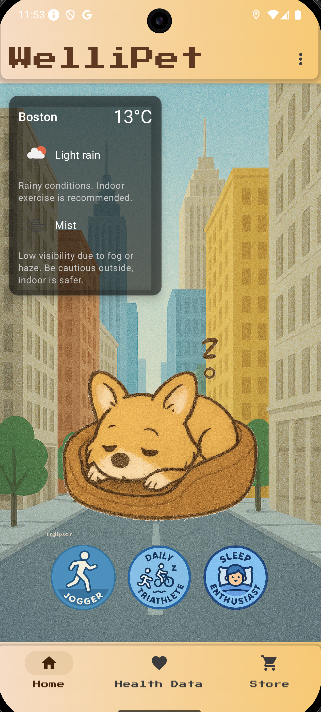 11:53
WelliPet
Boston 13°C
Light rain
Rainy conditions. Indoor
exercise is recommended.
Mist
Low visibility due to fog or
haze. Be cautious outside,
indoor is safer.
Z
JOGGER
DAILY
TRIATHLETE
Z
SLEEP
ENTHUSIAST
Home Health Data Store